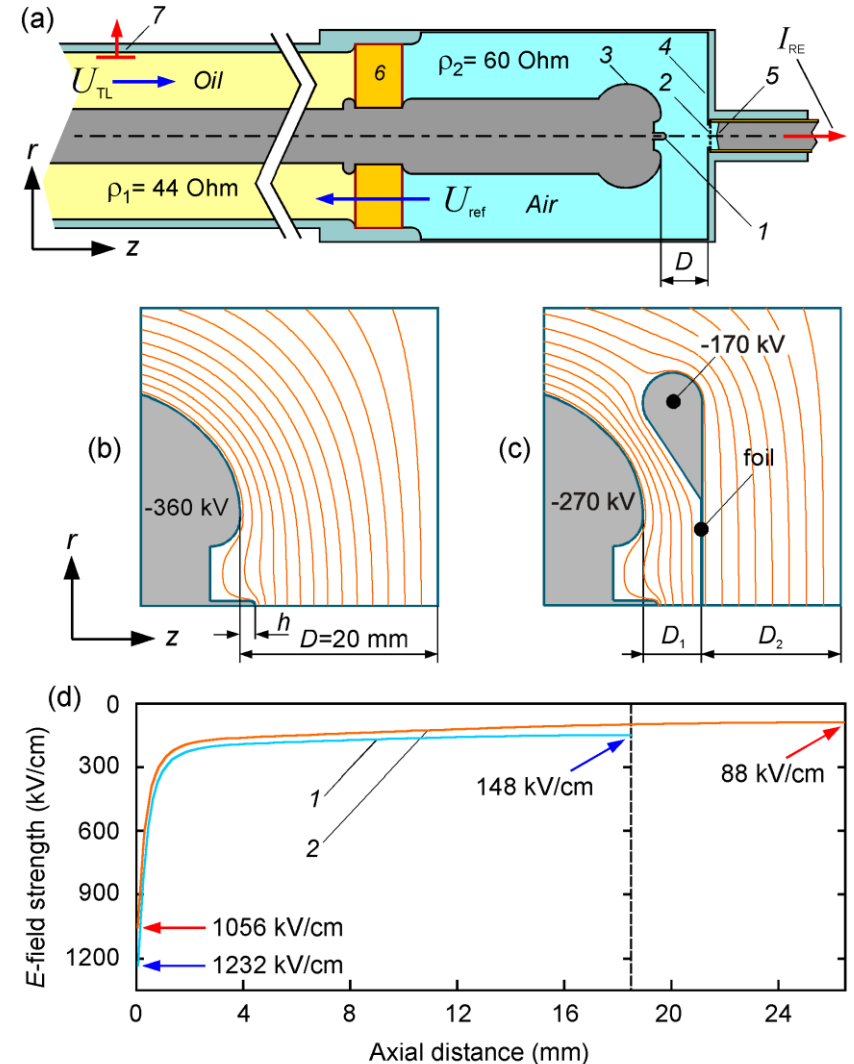 (a)
7
U_TL
Oil
6
ρ₂= 60 Ohm
3
4
2
5
I_RE
r
ρ₁= 44 Ohm
U_ref
Air
1
z
D
(b)
-360 kV
r
z
h
D=20 mm
(c)
-170 kV
foil
-270 kV
D₁
D₂
(d)
E-field strength (kV/cm)
0
300
600
900
1200
1
2
148 kV/cm
88 kV/cm
1056 kV/cm
1232 kV/cm
0
4
8
12
16
20
24
Axial distance (mm)